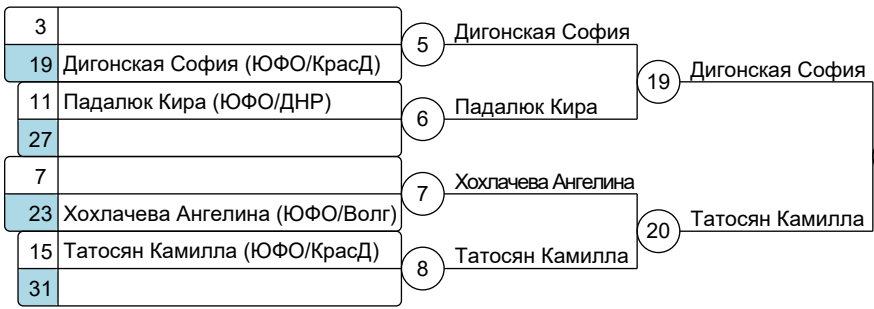 3
19 Дигонская София (ЮФО/КрасД)
5 Дигонская София
11 Падалюк Кира (ЮФО/ДНР)
27
6 Падалюк Кира
19 Дигонская София
7
23 Хохлачева Ангелина (ЮФО/Волг)
7 Хохлачева Ангелина
15 Татосян Камилла (ЮФО/КрасД)
31
8 Татосян Камилла
20 Татосян Камилла